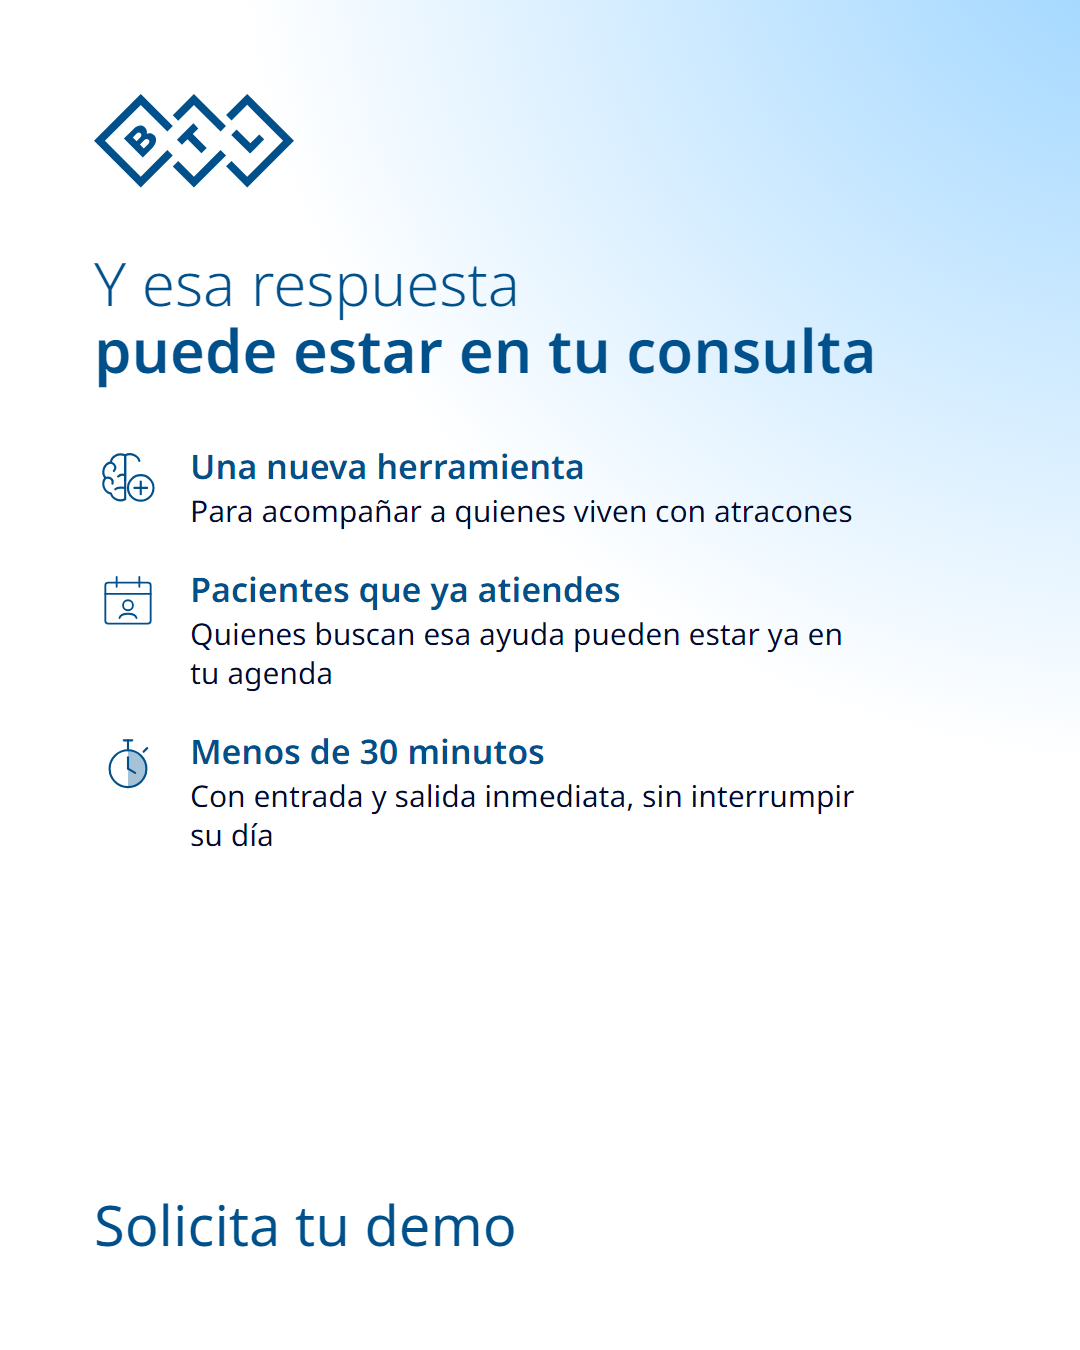 BTL
Y esa respuesta
puede estar en tu consulta
Una nueva herramienta
Para acompañar a quienes viven con atracones
Pacientes que ya atiendes
Quienes buscan esa ayuda pueden estar ya en
tu agenda
Menos de 30 minutos
Con entrada y salida inmediata, sin interrumpir
su día
Solicita tu demo